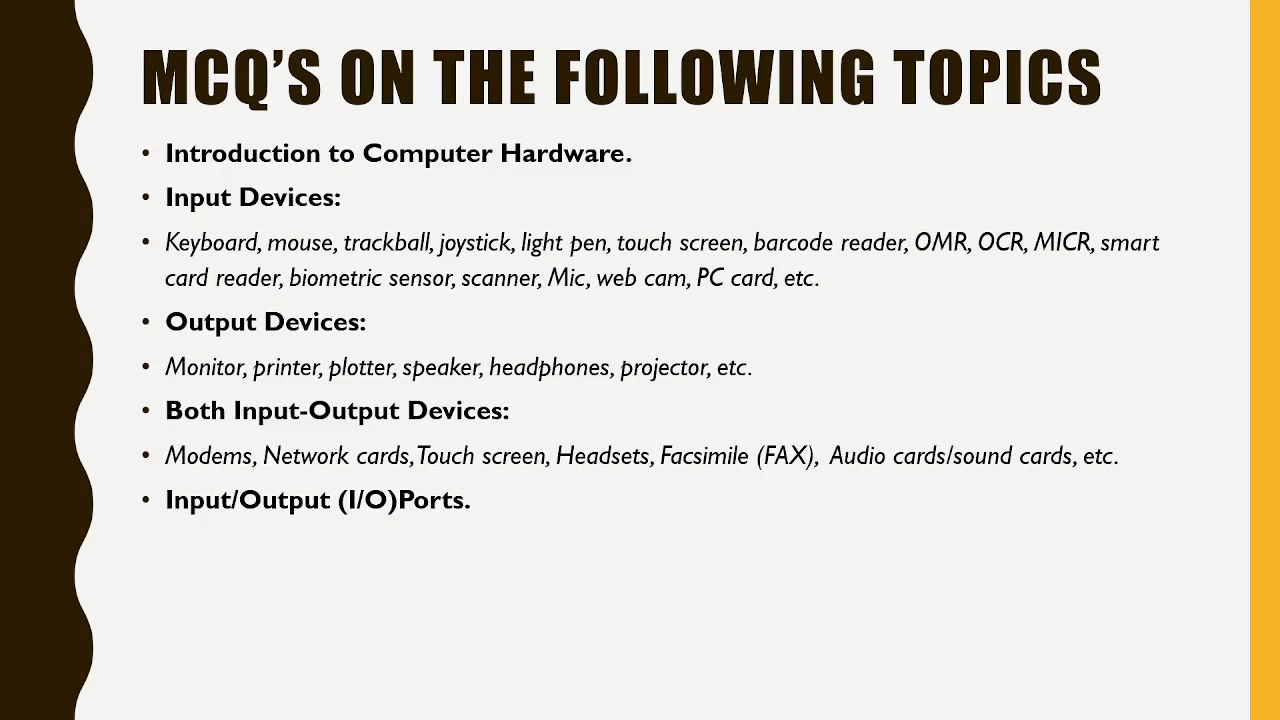 MCQ’S ON THE FOLLOWING TOPICS
• Introduction to Computer Hardware.
• Input Devices:
• Keyboard, mouse, trackball, joystick, light pen, touch screen, barcode reader, OMR, OCR, MICR, smart
card reader, biometric sensor, scanner, Mic, web cam, PC card, etc.
• Output Devices:
• Monitor, printer, plotter, speaker, headphones, projector, etc.
• Both Input-Output Devices:
• Modems, Network cards,Touch screen, Headsets, Facsimile (FAX),  Audio cards/sound cards, etc.
• Input/Output (I/O)Ports.